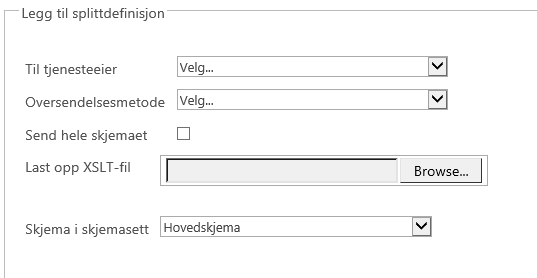 Legg til splittdefinisjon
Til tjenesteeier Velg...
Oversendelsesmetode Velg...
Send hele skjemaet
Last opp XSLT-fil Browse...
Skjema i skjemasett Hovedskjema